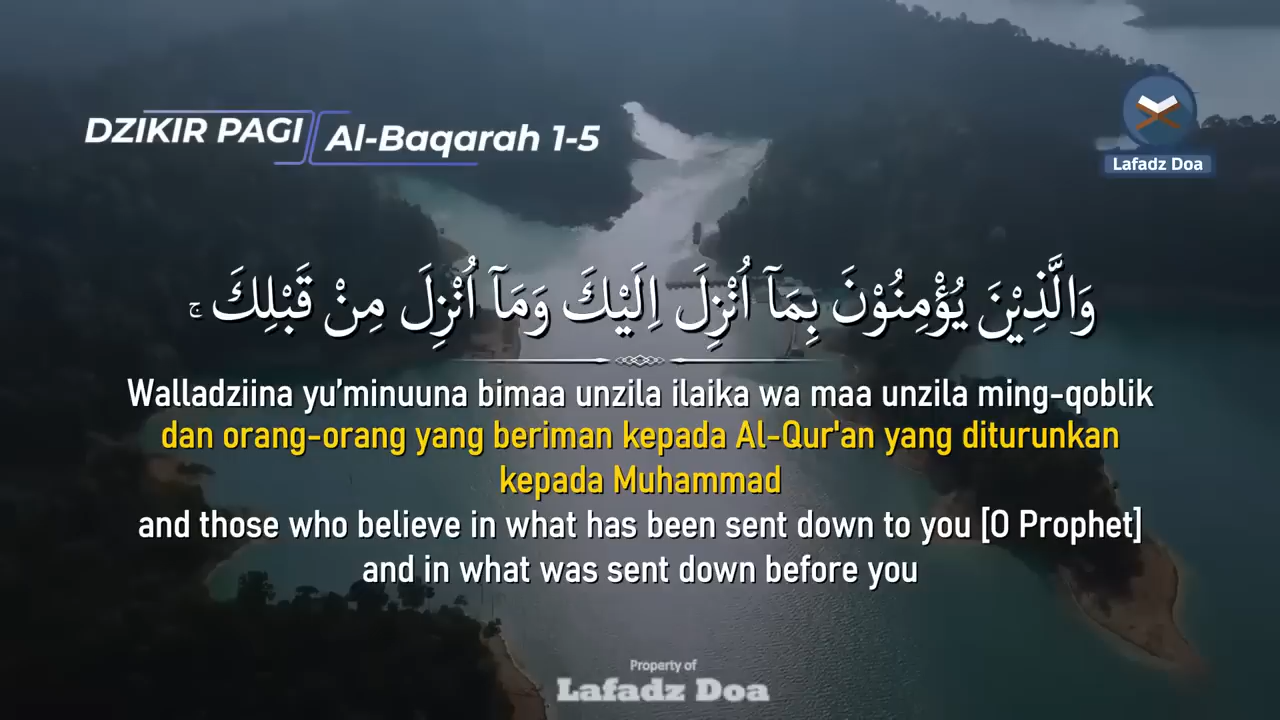 DZIKIR PAGI
Al-Baqarah 1-5
Lafadz Doa
وَالَّذِيْنَ يُؤْمِنُوْنَ بِمَآ اُنْزِلَ اِلَيْكَ وَمَآ اُنْزِلَ مِنْ قَبْلِكَ ۚ
Walladziina yu’minuuna bimaa unzila ilaika wa maa unzila ming-qoblik
dan orang-orang yang beriman kepada Al-Qur'an yang diturunkan
kepada Muhammad
and those who believe in what has been sent down to you [O Prophet]
and in what was sent down before you
Property of
Lafadz Doa